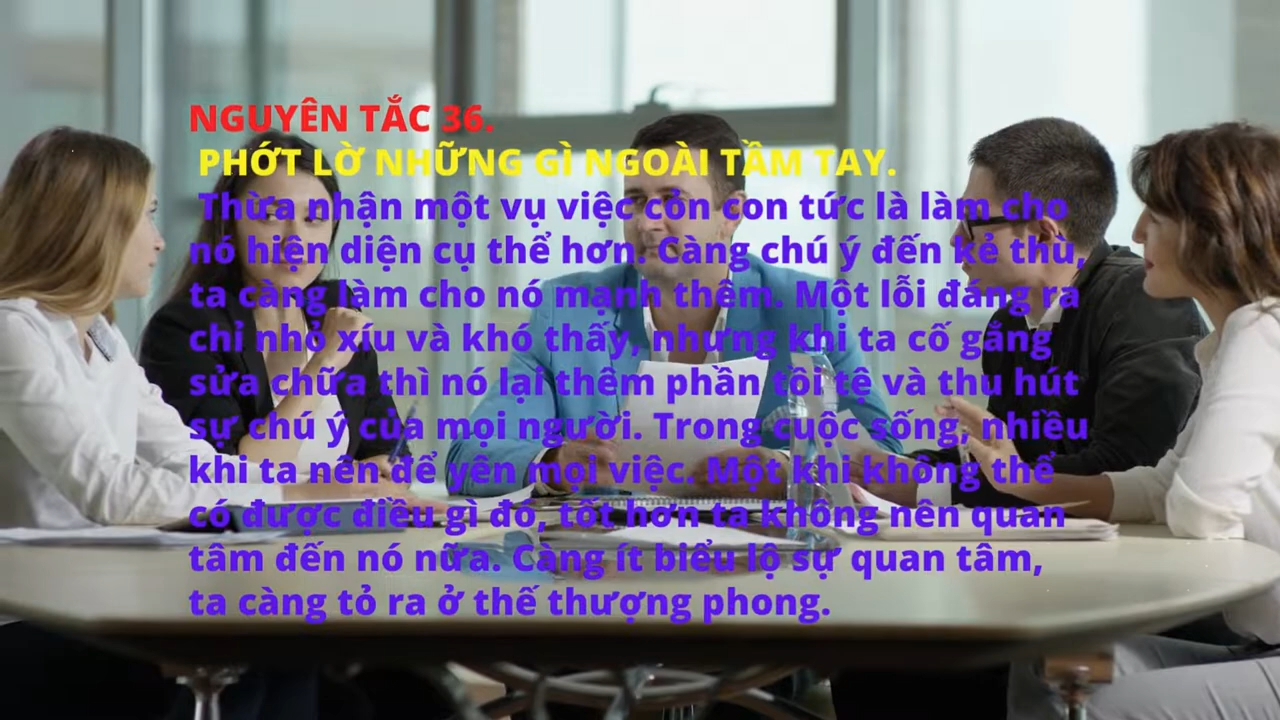 NGUYÊN TẮC 36.
PHỚT LỜ NHỮNG GÌ NGOÀI TẦM TAY.
Thừa nhận một vụ việc cỏn con tức là làm cho
nó hiện diện cụ thể hơn. Càng chú ý đến kẻ thù,
ta càng làm cho nó mạnh thêm. Một lỗi đáng ra
chỉ nhỏ xíu và khó thấy, nhưng khi ta cố gắng
sửa chữa thì nó lại thêm phần tồi tệ và thu hút
sự chú ý của mọi người. Trong cuộc sống, nhiều
khi ta nên để yên mọi việc. Một khi không thể
có được điều gì đó, tốt hơn ta không nên quan
tâm đến nó nữa. Càng ít biểu lộ sự quan tâm,
ta càng tỏ ra ở thế thượng phong.